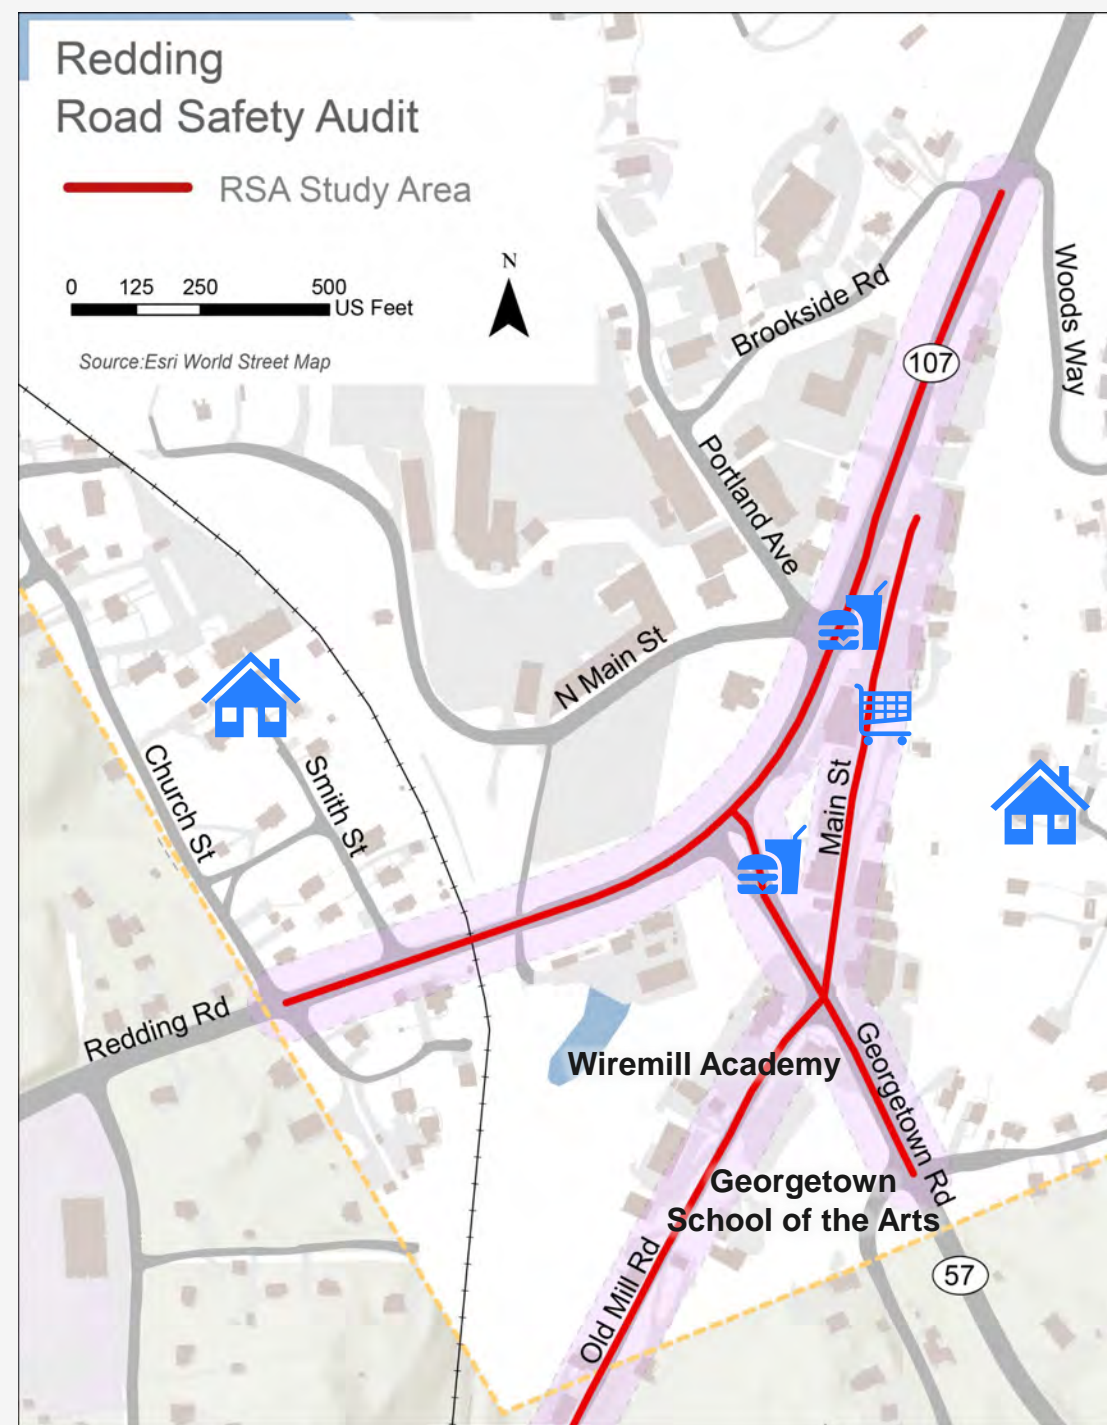 Redding
Road Safety Audit
RSA Study Area
0 125 250 500
US Feet
N
Source:Esri World Street Map
Woods Way
Brookside Rd
107
Portland Ave
N Main St
Church St
Smith St
Main St
Redding Rd
Georgetown Rd
Wiremill Academy
Georgetown
School of the Arts
Old Mill Rd
57